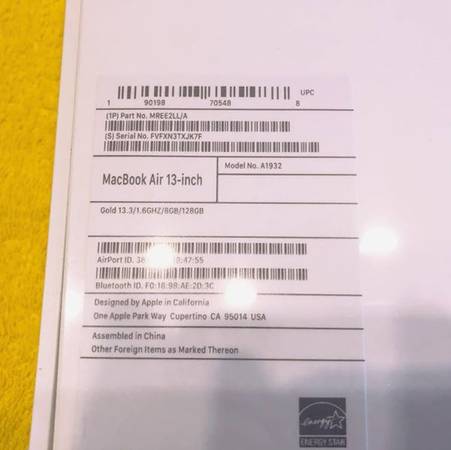 UPC
1 90198 70548 8
(1P) Part No. MREE2LL/A
(S) Serial No. FVFXN3TXJK7F
MacBook Air 13-inch
Model No. A1932
Gold 13.3/1.6GHZ/8GB/128GB
AirPort ID. 38 :47:55
Bluetooth ID. F0:18:98:AE:2D:3C
Designed by Apple in California
One Apple Park Way Cupertino CA 95014 USA
Assembled in China
Other Foreign Items as Marked Thereon
energy
ENERGY STAR